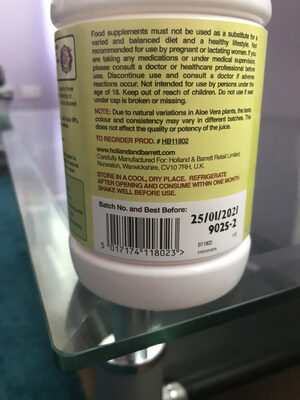 Food supplements must not be used as a substitute for a
varied and balanced diet and a healthy lifestyle. Not
recommended for use by pregnant or lactating women. If you
are taking any medications or under medical supervision,
please consult a doctor or healthcare professional before
use. Discontinue use and consult a doctor if adverse
reactions occur. Not intended for use by persons under the
age of 18. Keep out of reach of children. Do not use if seal
under cap is broken or missing.
NOTE: Due to natural variations in Aloe Vera plants, the taste,
colour and consistency may vary in different batches. This
does not affect the quality or potency of the juice.
TO REORDER PROD. # HB11802
www.hollandandbarrett.com
Carefully Manufactured For: Holland & Barrett Retail Limited,
Nuneaton, Warwickshire, CV10 7RH, U.K.
STORE IN A COOL, DRY PLACE. REFRIGERATE
AFTER OPENING AND CONSUME WITHIN ONE MONTH
SHAKE WELL BEFORE USE.
Batch No. and Best Before:
25/01/2021
9025-2
B11802
5 017174 118023 >